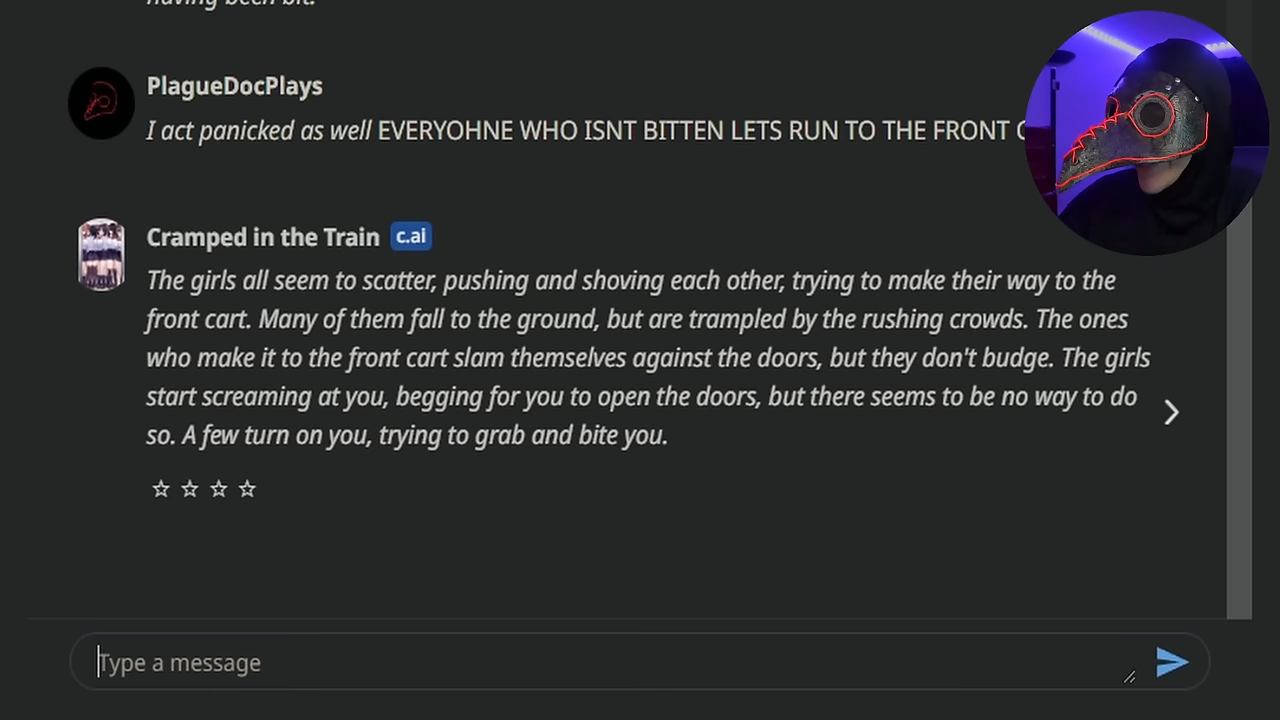 having been bit.
PlagueDocPlays
I act panicked as well EVERYOHNE WHO ISNT BITTEN LETS RUN TO THE FRONT
Cramped in the Train c.ai
The girls all seem to scatter, pushing and shoving each other, trying to make their way to the
front cart. Many of them fall to the ground, but are trampled by the rushing crowds. The ones
who make it to the front cart slam themselves against the doors, but they don't budge. The girls
start screaming at you, begging for you to open the doors, but there seems to be no way to do
so. A few turn on you, trying to grab and bite you.
Type a message